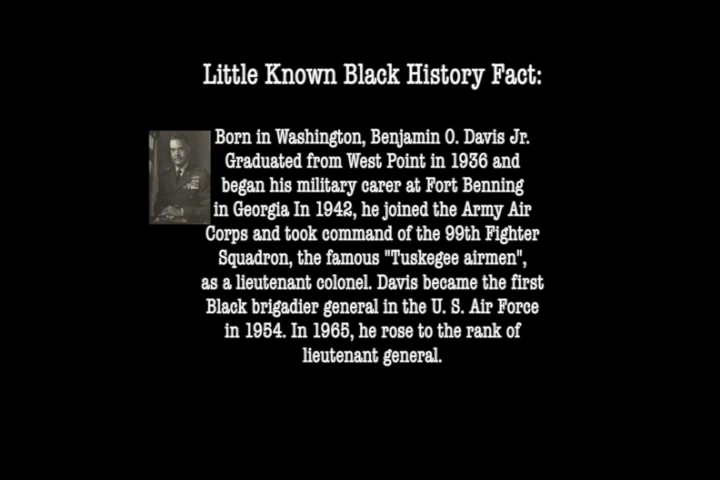 Little Known Black History Fact:
Born in Washington, Benjamin O. Davis Jr.
Graduated from West Point in 1936 and
began his military carer at Fort Benning
in Georgia In 1942, he joined the Army Air
Corps and took command of the 99th Fighter
Squadron, the famous "Tuskegee airmen",
as a lieutenant colonel. Davis became the first
Black brigadier general in the U. S. Air Force
in 1954. In 1965, he rose to the rank of
lieutenant general.